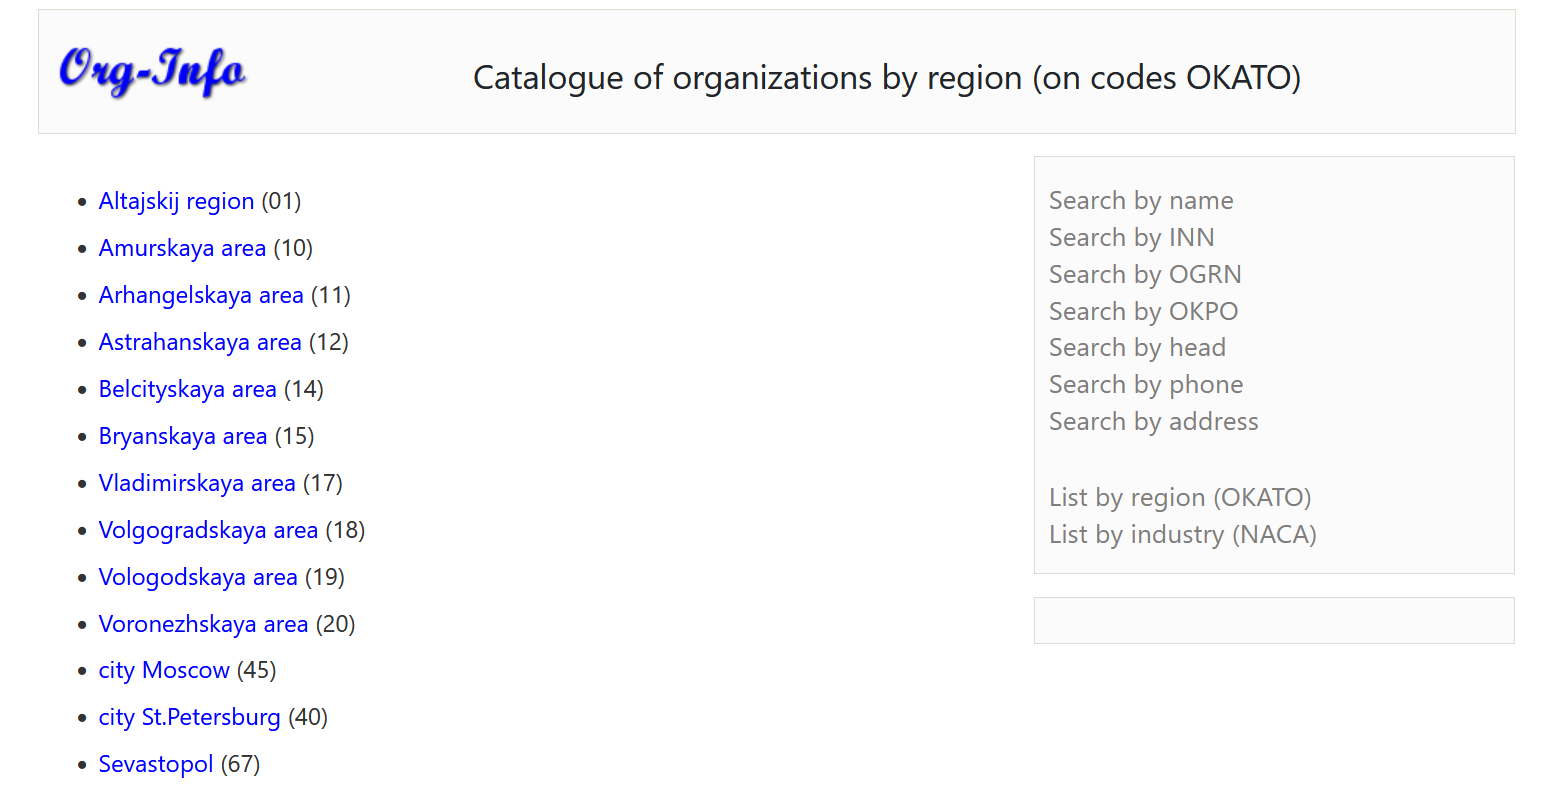 Org-Info
Catalogue of organizations by region (on codes OKATO)
Altajskij region (01)
Amurskaya area (10)
Arhangelskaya area (11)
Astrahanskaya area (12)
Belcityskaya area (14)
Bryanskaya area (15)
Vladimirskaya area (17)
Volgogradskaya area (18)
Vologodskaya area (19)
Voronezhskaya area (20)
city Moscow (45)
city St.Petersburg (40)
Sevastopol (67)
Search by name
Search by INN
Search by OGRN
Search by OKPO
Search by head
Search by phone
Search by address
List by region (OKATO)
List by industry (NACA)